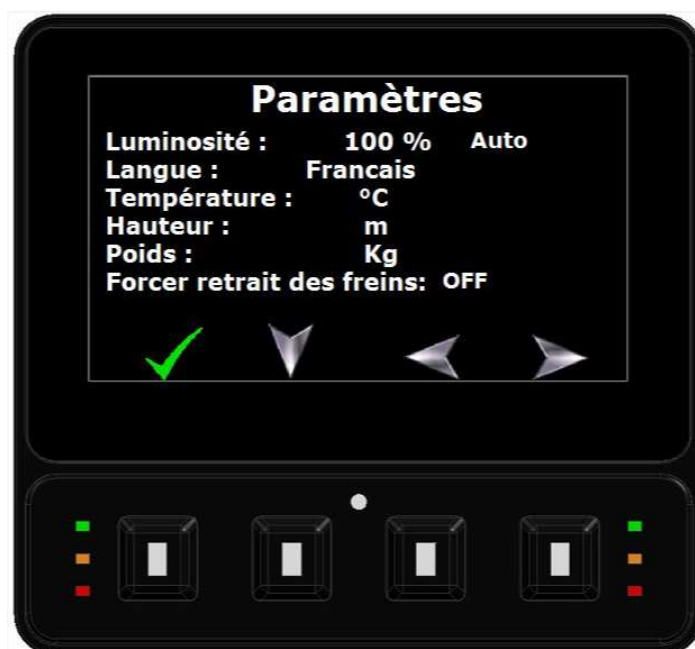 Paramètres
Luminosité : 100 % Auto
Langue : Francais
Température : °C
Hauteur : m
Poids : Kg
Forcer retrait des freins: OFF